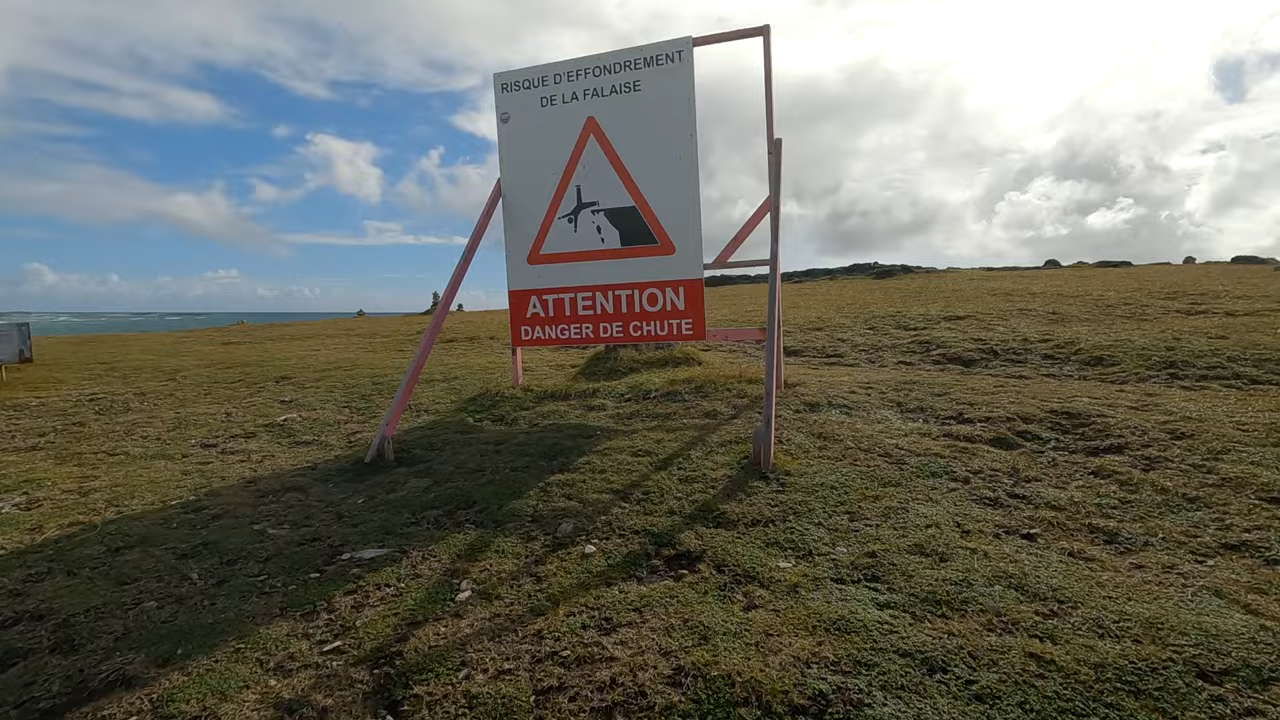 RISQUE D'EFFONDREMENT
DE LA FALAISE
ATTENTION
DANGER DE CHUTE